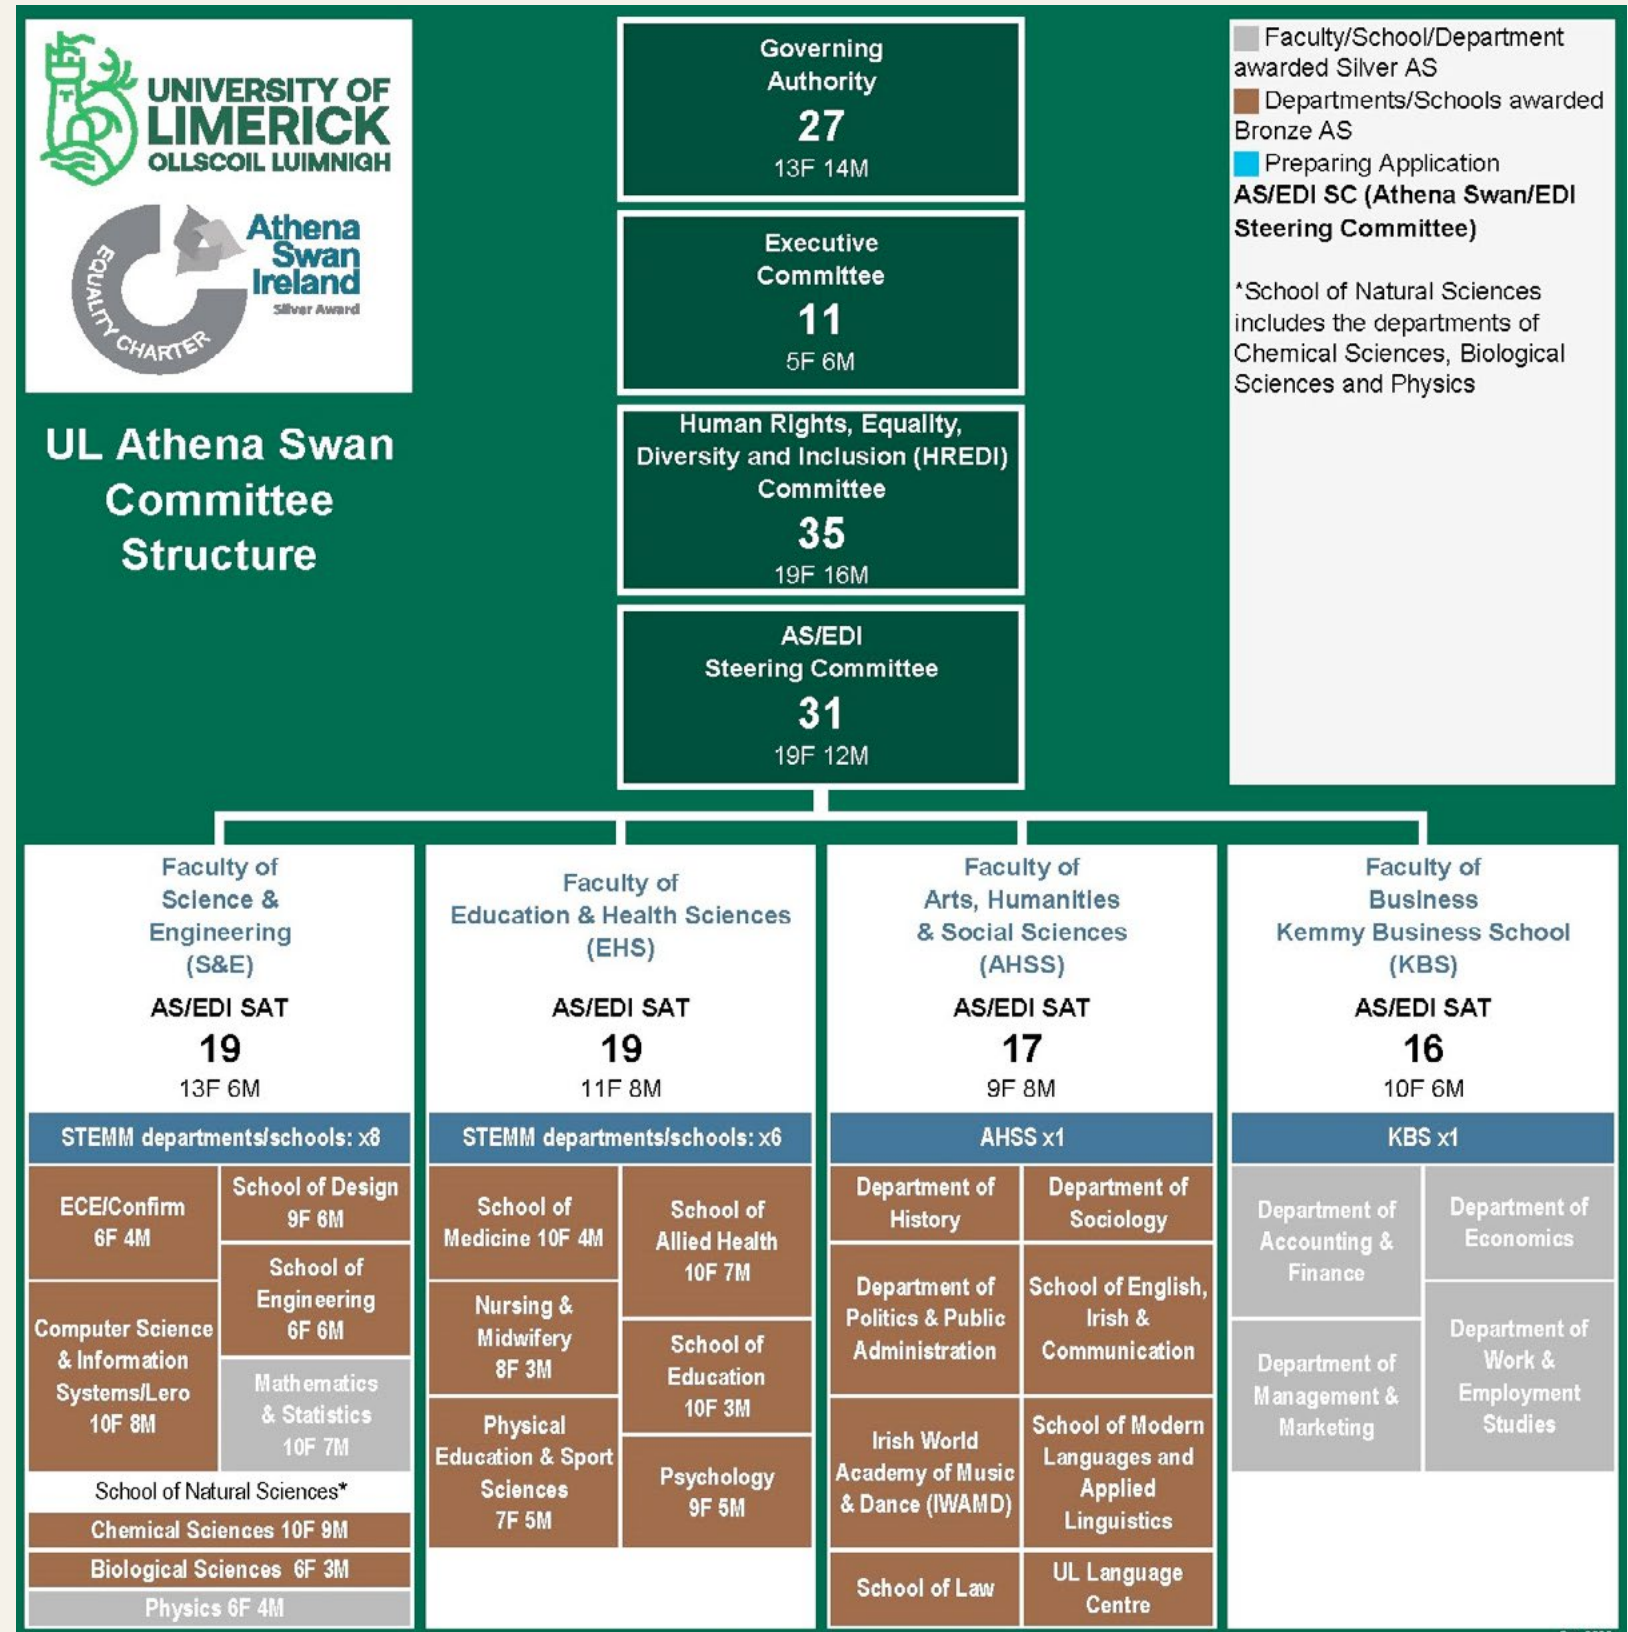 UNIVERSITY OF
LIMERICK
OLLSCOIL LUIMNIGH
Athena
Swan
Ireland
Silver Award
EQUALITY CHARTER
UL Athena Swan
Committee
Structure
Governing
Authority
27
13F 14M
Executive
Committee
11
5F 6M
Human Rights, Equality,
Diversity and Inclusion (HREDI)
Committee
35
19F 16M
AS/EDI
Steering Committee
31
19F 12M
Faculty/School/Department
awarded Silver AS
Departments/Schools awarded
Bronze AS
Preparing Application
AS/EDI SC (Athena Swan/EDI
Steering Committee)
*School of Natural Sciences
includes the departments of
Chemical Sciences, Biological
Sciences and Physics
Faculty of
Science &
Engineering
(S&E)
AS/EDI SAT
19
13F 6M
STEMM departments/schools: x8
ECE/Confirm
6F 4M
School of Design
9F 6M
School of
Engineering
6F 6M
Computer Science
& Information
Systems/Lero
10F 8M
Mathematics
& Statistics
10F 7M
School of Natural Sciences*
Chemical Sciences 10F 9M
Biological Sciences 6F 3M
Physics 6F 4M
Faculty of
Education & Health Sciences
(EHS)
AS/EDI SAT
19
11F 8M
STEMM departments/schools: x6
School of
Medicine 10F 4M
School of
Allied Health
10F 7M
Nursing &
Midwifery
8F 3M
School of
Education
10F 3M
Physical
Education & Sport
Sciences
7F 5M
Psychology
9F 5M
Faculty of
Arts, Humanities
& Social Sciences
(AHSS)
AS/EDI SAT
17
9F 8M
AHSS x1
Department of
History
Department of
Sociology
Department of
Politics & Public
Administration
School of English,
Irish &
Communication
Irish World
Academy of Music
& Dance (IWAMD)
School of Modern
Languages and
Applied
Linguistics
School of Law
UL Language
Centre
Faculty of
Business
Kemmy Business School
(KBS)
AS/EDI SAT
16
10F 6M
KBS x1
Department of
Accounting &
Finance
Department of
Economics
Department of
Management &
Marketing
Department of
Work &
Employment
Studies